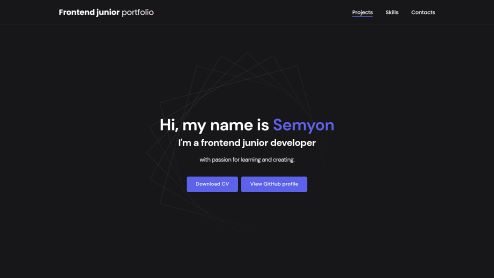 Frontend junior portfolio
Projects Skills Contacts
Hi, my name is Semyon
I'm a frontend junior developer
with passion for learning and creating.
Download CV View GitHub profile